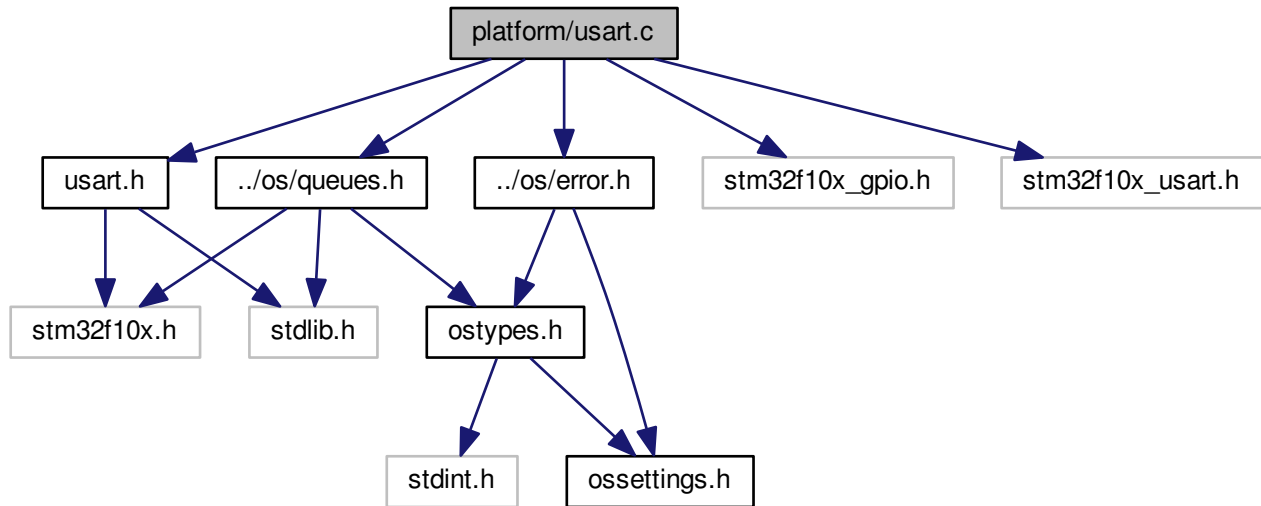 platform/usart.c
usart.h
../os/queues.h
../os/error.h
stm32f10x_gpio.h
stm32f10x_usart.h
stm32f10x.h
stdlib.h
ostypes.h
stdint.h
ossettings.h